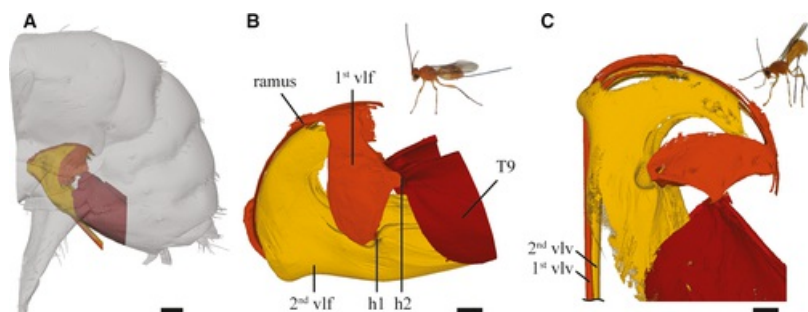 A
B
C
1st vlf
ramus
T9
2nd vlf
h1
h2
2nd vlv
1st vlv